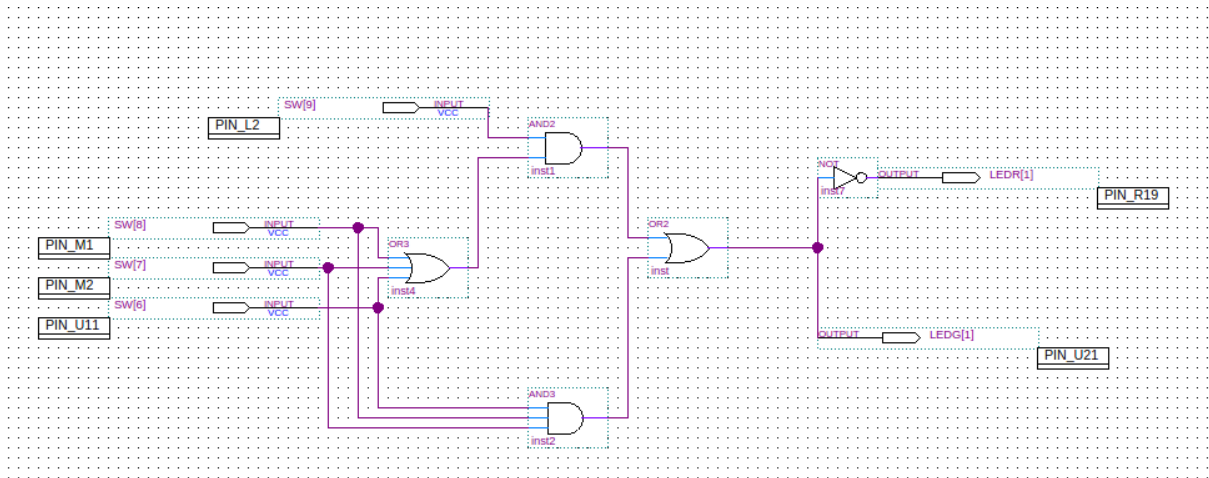 SW[9]
INPUT
VCC
PIN_L2
AND2
inst1
NOT
inst7
OUTPUT
LEDR[1]
PIN_R19
SW[8]
INPUT
VCC
PIN_M1
SW[7]
INPUT
VCC
PIN_M2
SW[6]
INPUT
VCC
PIN_U11
OR3
inst4
OR2
inst
OUTPUT
LEDG[1]
PIN_U21
AND3
inst2